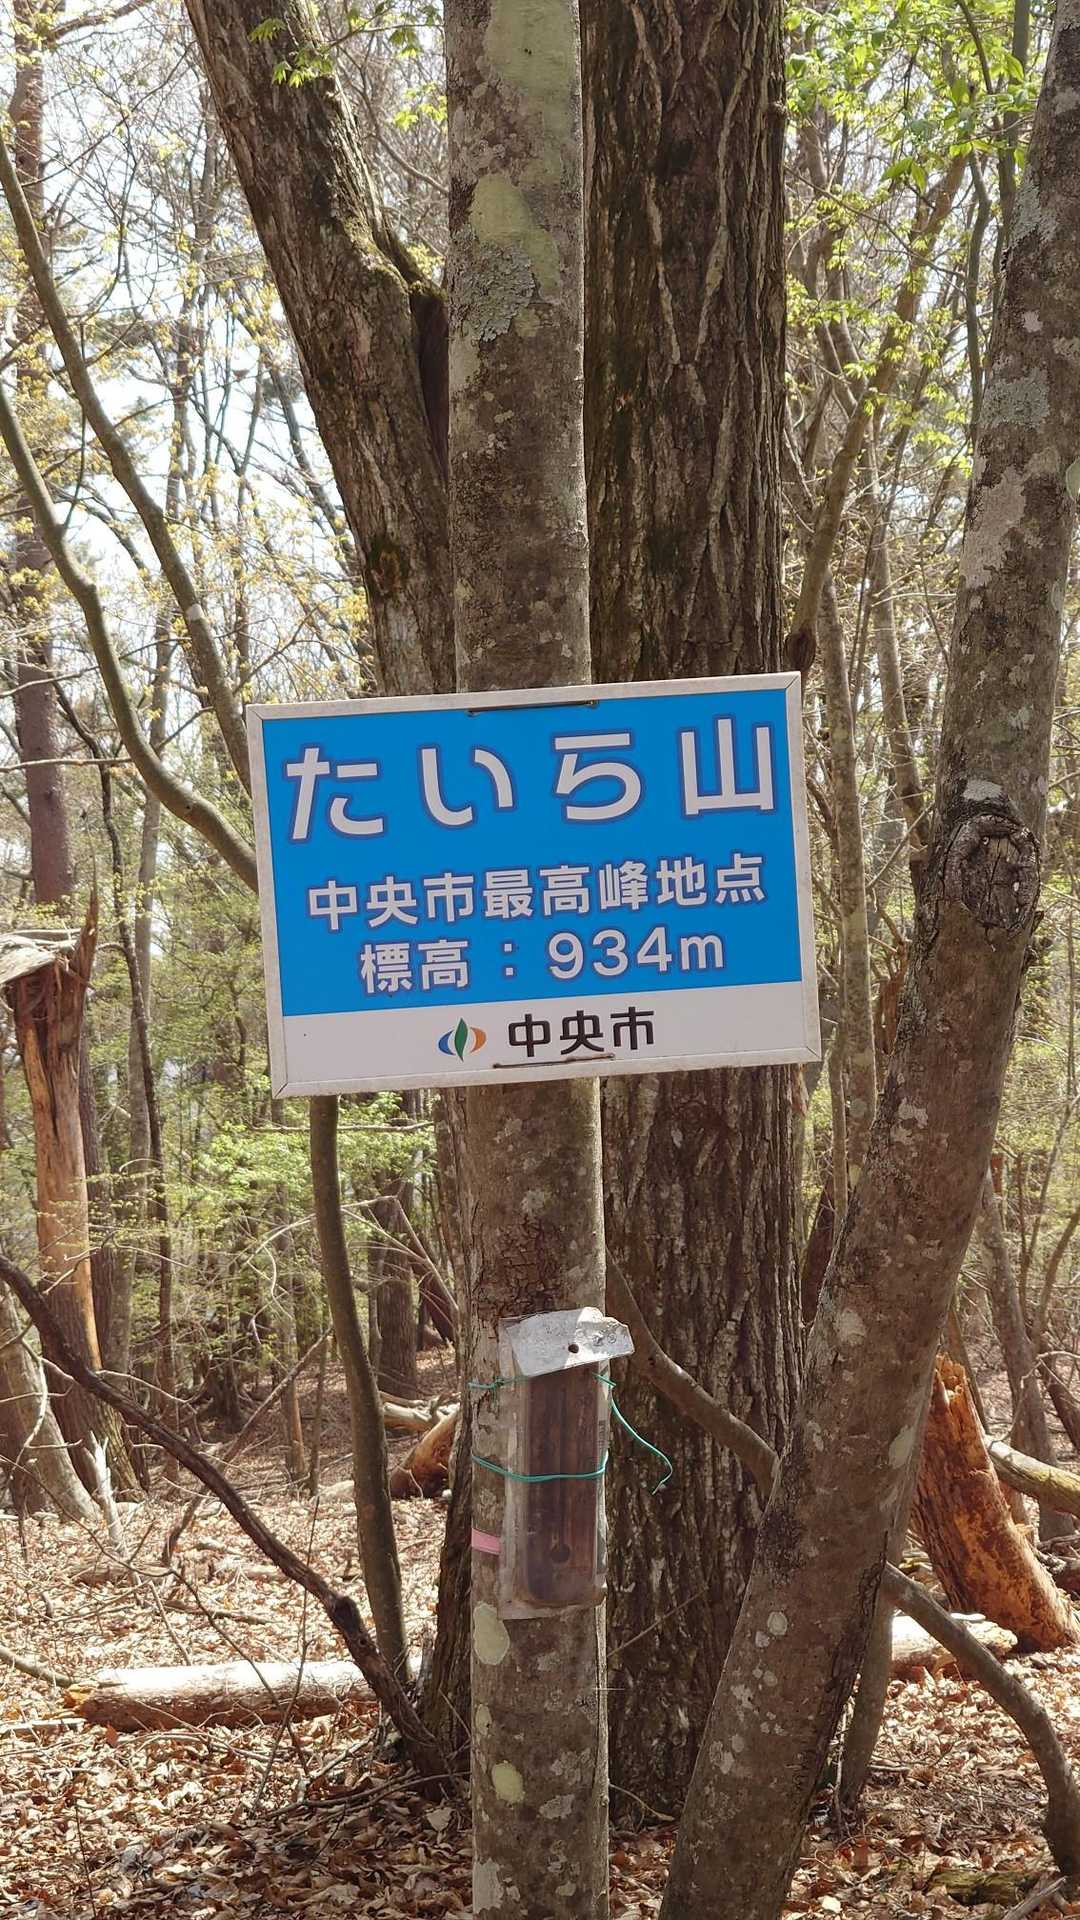 たいら山
中央市最高峰地点
標高：934m
中央市